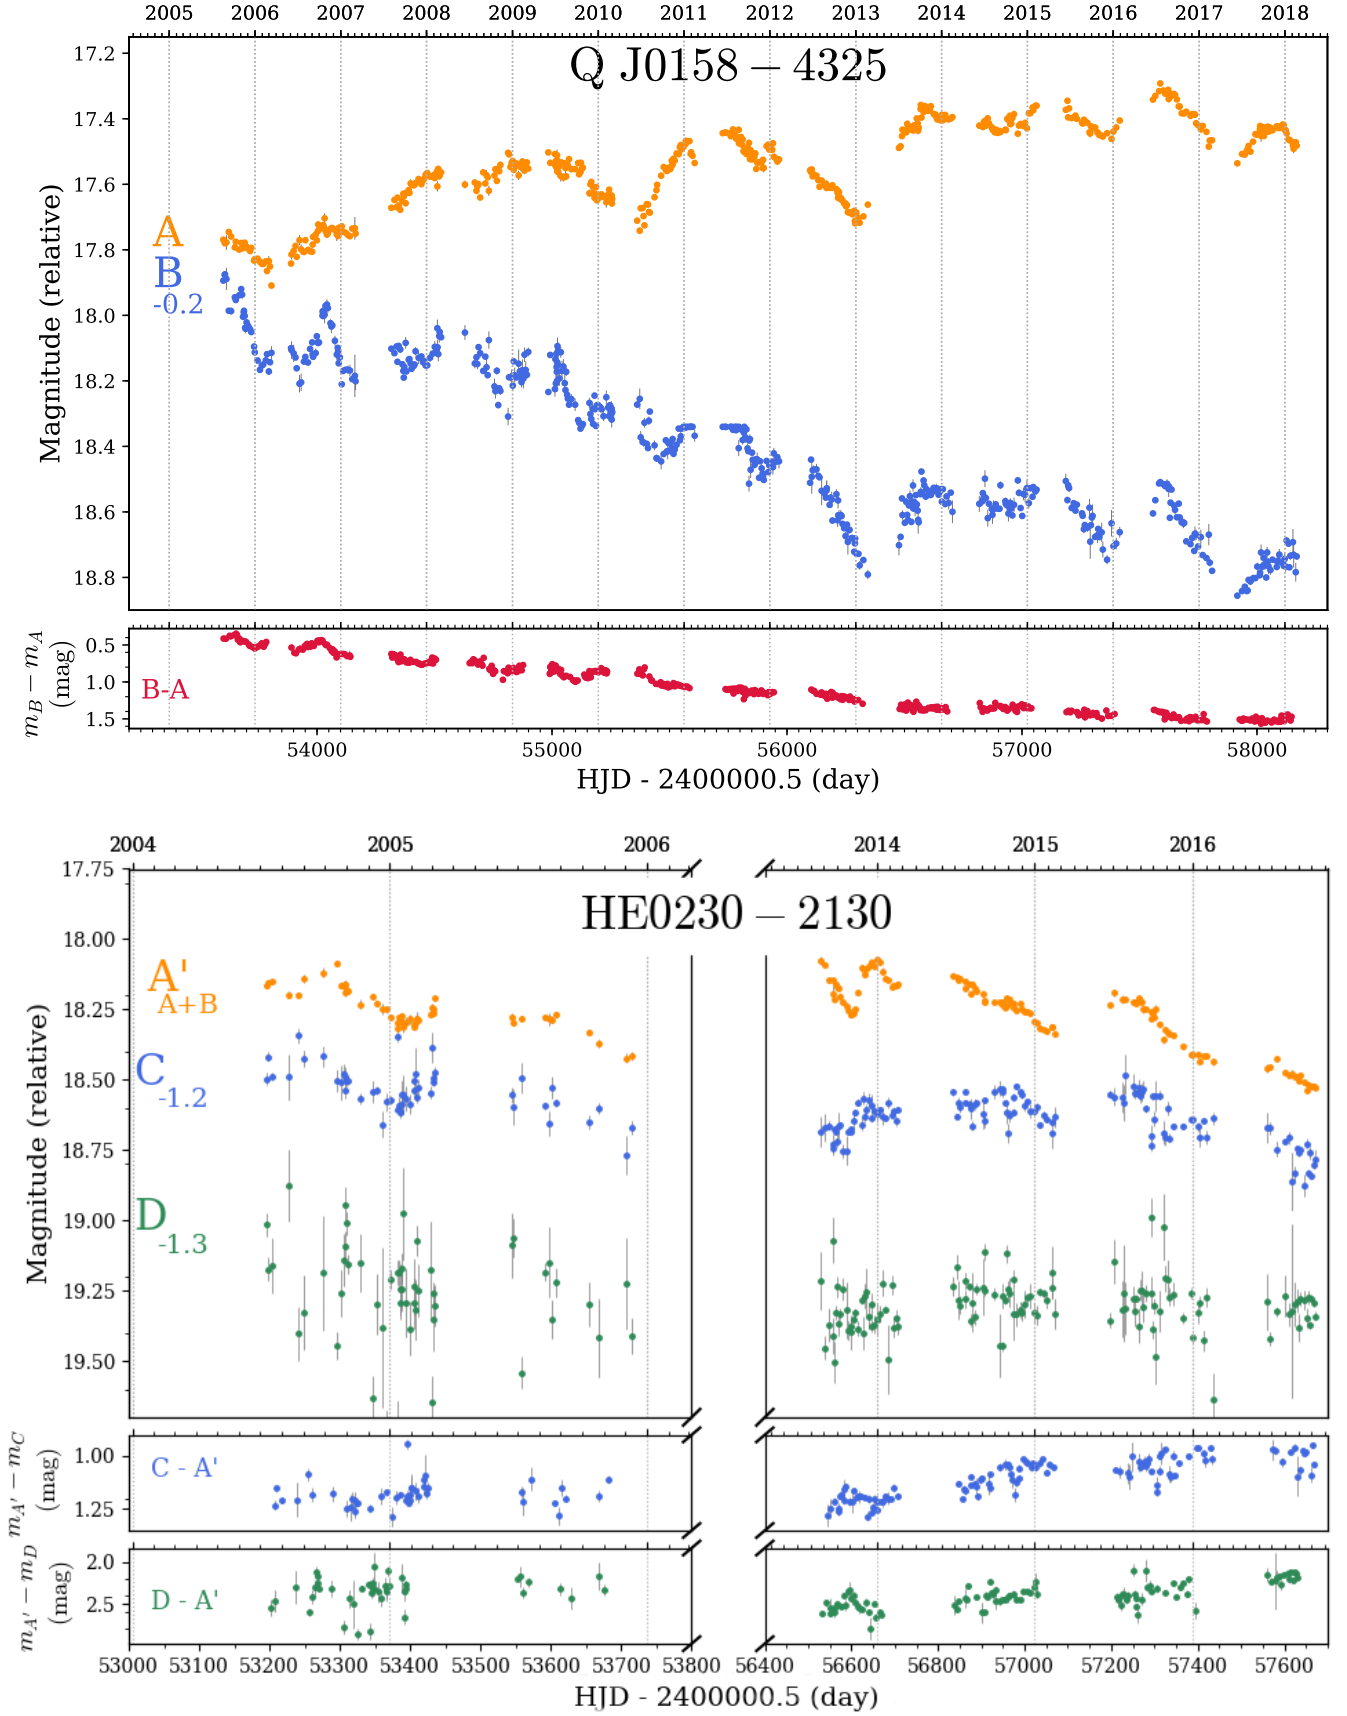 2005 2006 2007 2008 2009 2010 2011 2012 2013 2014 2015 2016 2017 2018
Q J0158 − 4325
17.2
17.4
17.6
17.8
18.0
18.2
18.4
18.6
18.8
Magnitude (relative)
A
B
-0.2
m_B − m_A
(mag)
0.5
1.0
1.5
B-A
54000 55000 56000 57000 58000
HJD - 2400000.5 (day)
2004 2005 2006 2014 2015 2016
HE0230 − 2130
17.75
18.00
18.25
18.50
18.75
19.00
19.25
19.50
Magnitude (relative)
A'
A+B
C
-1.2
D
-1.3
m_A' − m_C
(mag)
1.00
1.25
C - A'
m_A' − m_D
(mag)
2.0
2.5
D - A'
53000 53100 53200 53300 53400 53500 53600 53700 53800 56400 56600 56800 57000 57200 57400 57600
HJD - 2400000.5 (day)